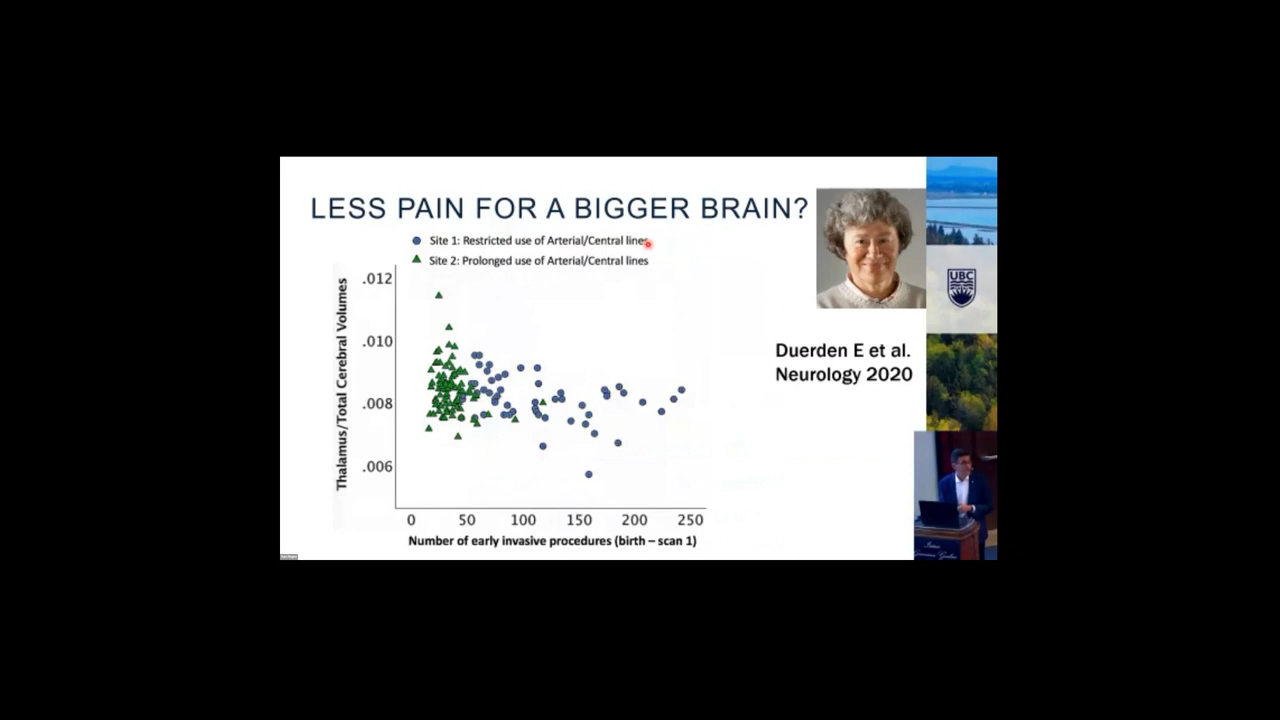 LESS PAIN FOR A BIGGER BRAIN?
Site 1: Restricted use of Arterial/Central lines
Site 2: Prolonged use of Arterial/Central lines
Thalamus/Total Cerebral Volumes
.012
.010
.008
.006
0 50 100 150 200 250
Number of early invasive procedures (birth – scan 1)
Duerden E et al.
Neurology 2020
UBC